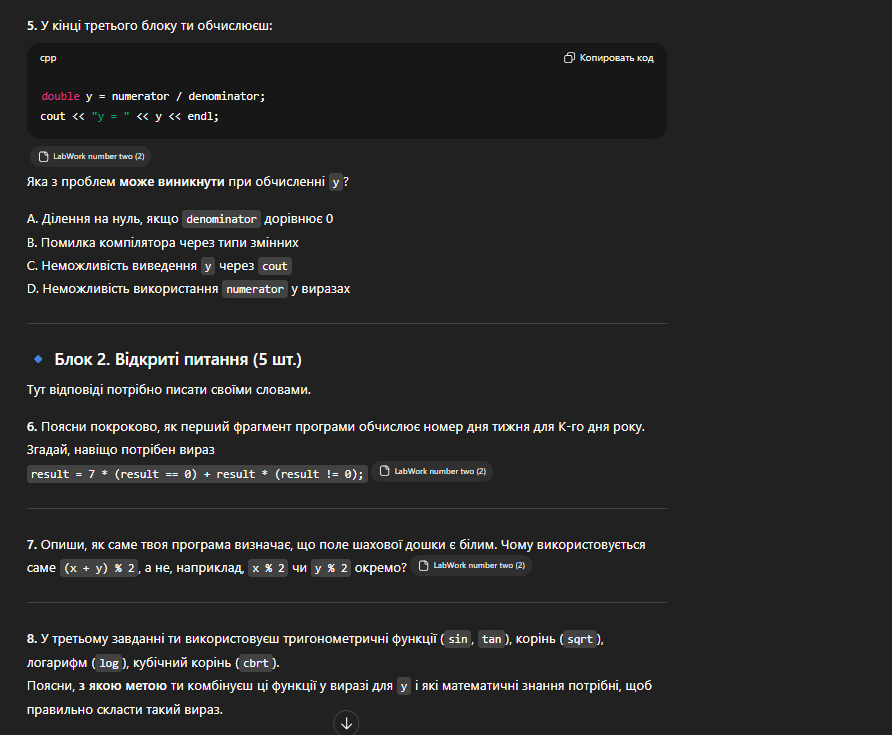 5. У кінці третього блоку ти обчислюєш:
cpp
Копировать код
double y = numerator / denominator;
cout << "y = " << y << endl;
LabWork number two (2)
Яка з проблем може виникнути при обчисленні y?
A. Ділення на нуль, якщо denominator дорівнює 0
B. Помилка компілятора через типи змінних
C. Неможливість виведення y через cout
D. Неможливість використання numerator у виразах
Блок 2. Відкриті питання (5 шт.)
Тут відповіді потрібно писати своїми словами.
6. Поясни покроково, як перший фрагмент програми обчислює номер дня тижня для K-го дня року.
Згадай, навіщо потрібен вираз
result = 7 * (result == 0) + result * (result != 0); LabWork number two (2)
7. Опиши, як саме твоя програма визначає, що поле шахової дошки є білим. Чому використовується
саме (x + y) % 2, а не, наприклад, x % 2 чи y % 2 окремо? LabWork number two (2)
8. У третьому завданні ти використовуєш тригонометричні функції (sin, tan), корінь (sqrt),
логарифм (log), кубічний корінь (cbrt).
Поясни, з якою метою ти комбінуєш ці функції у виразі для y і які математичні знання потрібні, щоб
правильно скласти такий вираз.